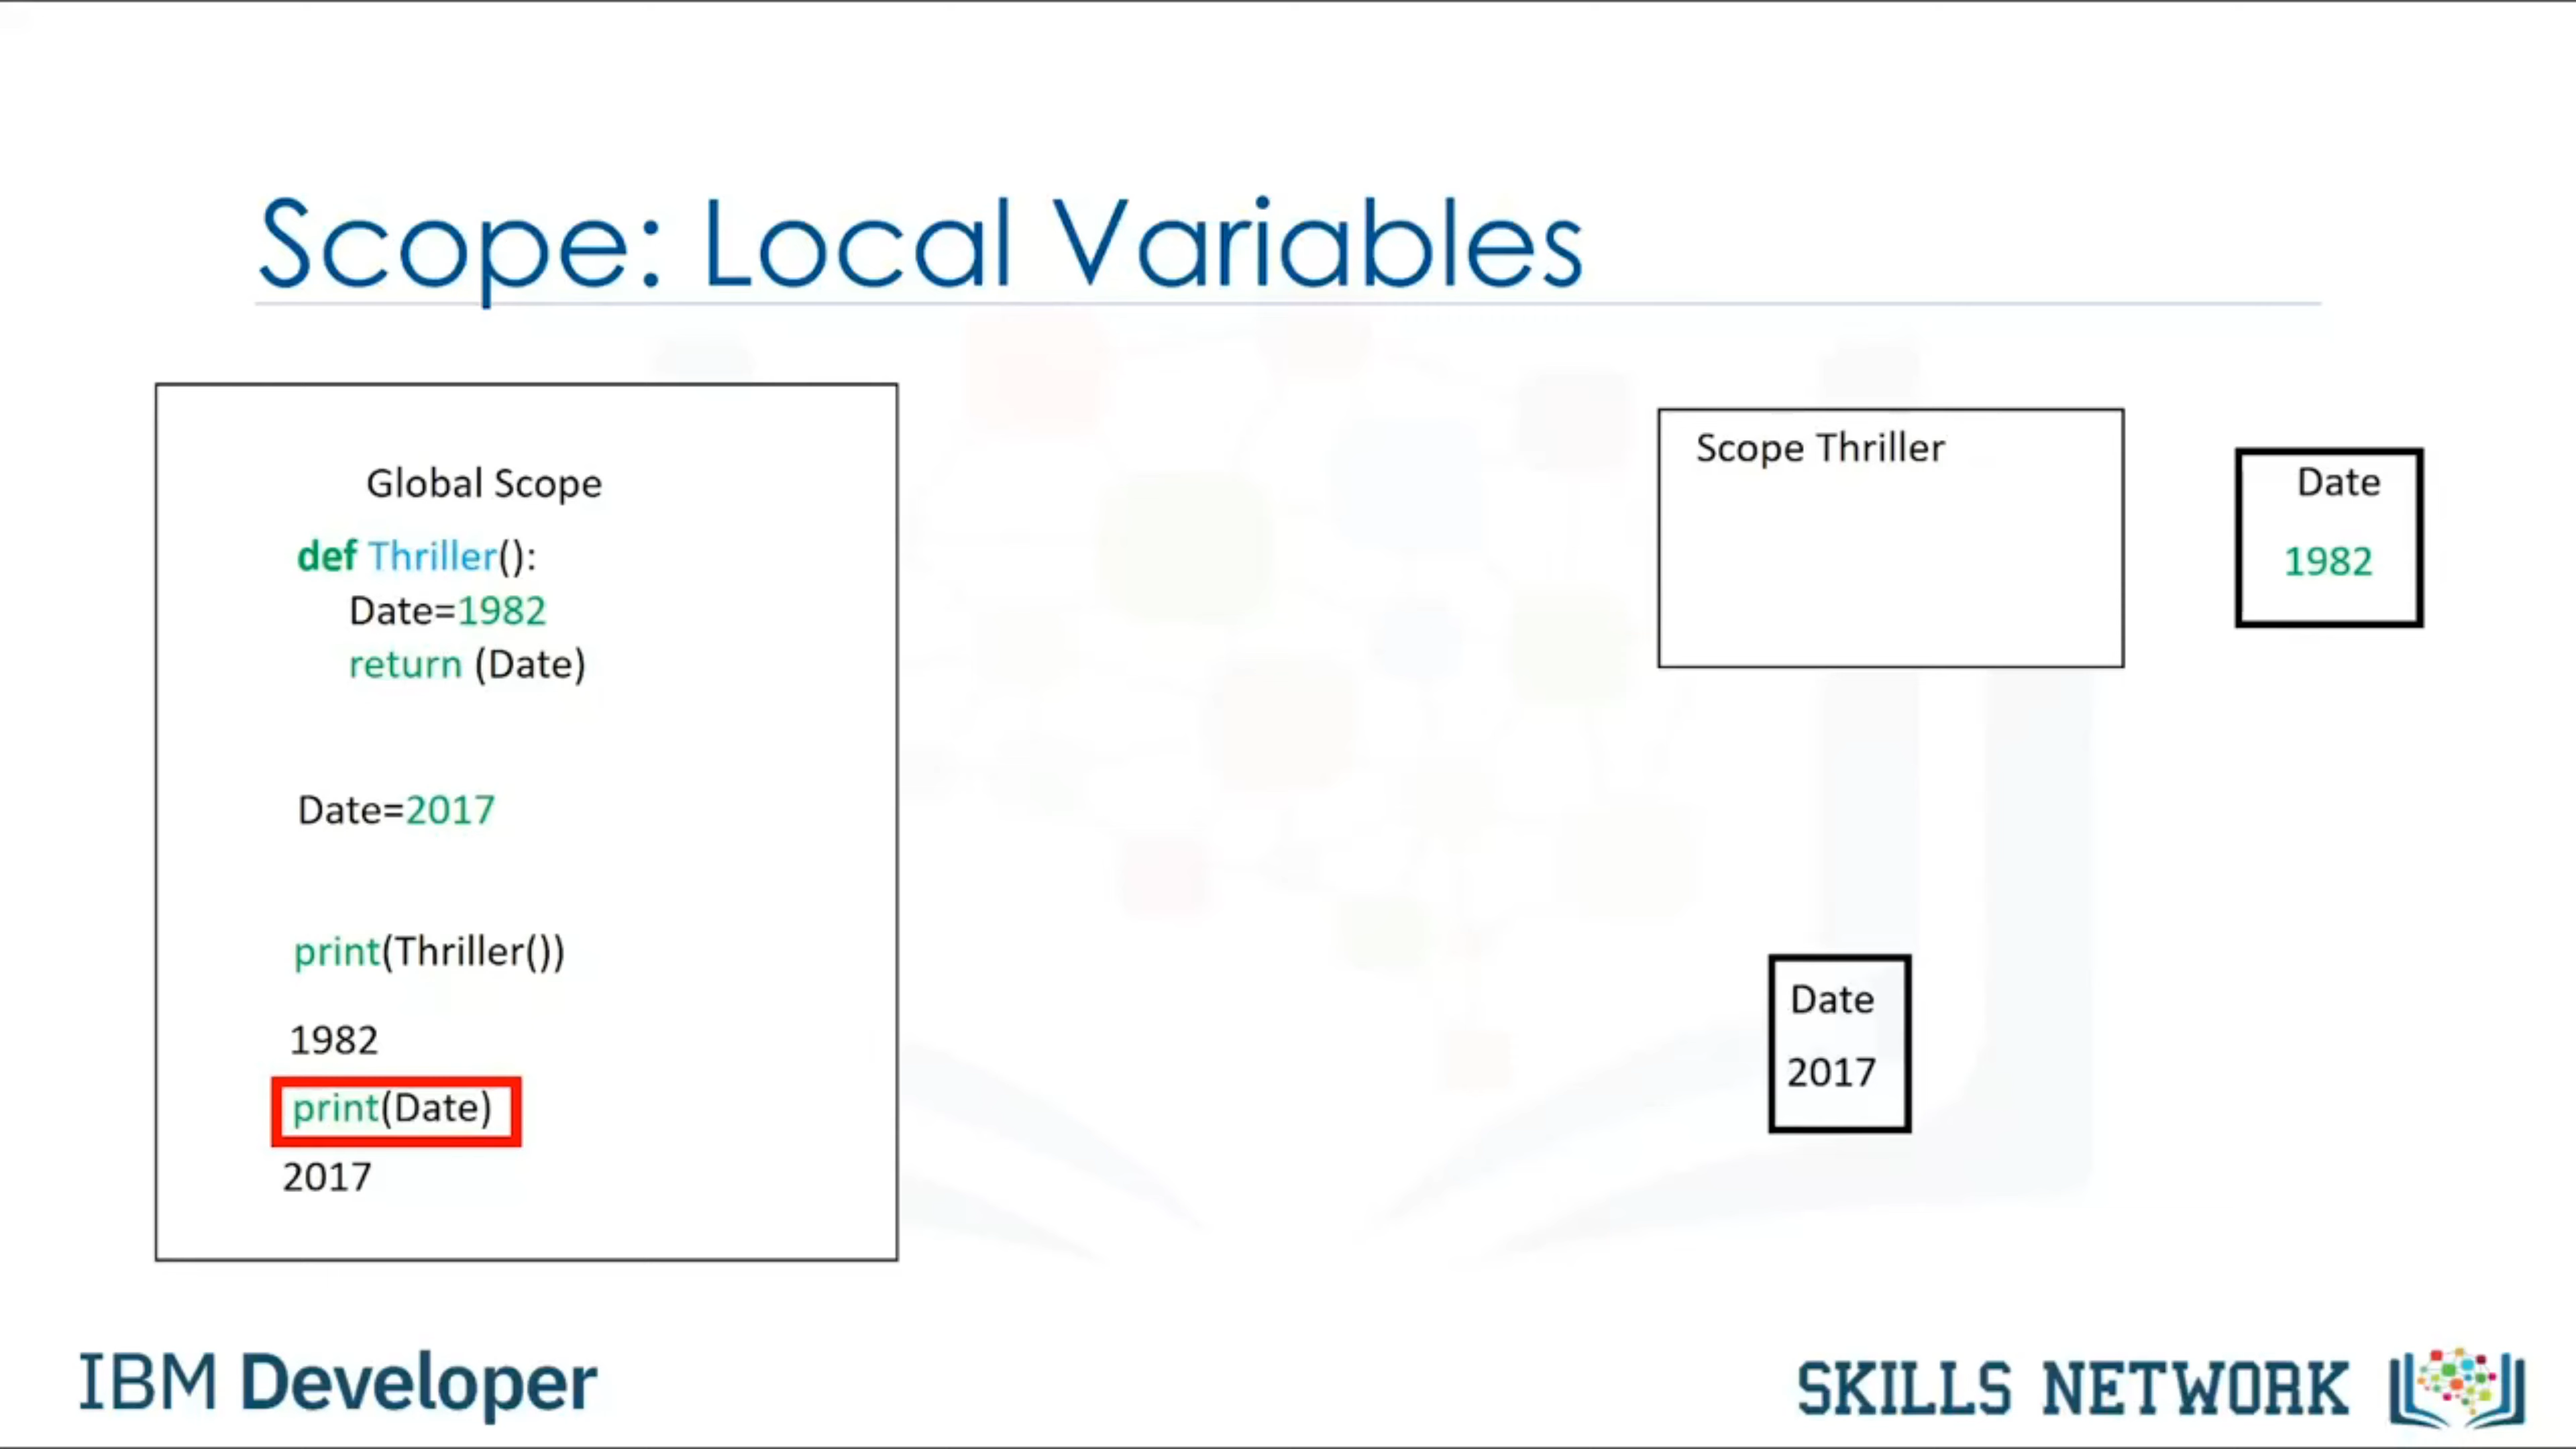 Scope: Local Variables
Global Scope
def Thriller():
Date=1982
return (Date)
Date=2017
print(Thriller())
1982
print(Date)
2017
Scope Thriller
Date
1982
Date
2017
IBM Developer
SKILLS NETWORK